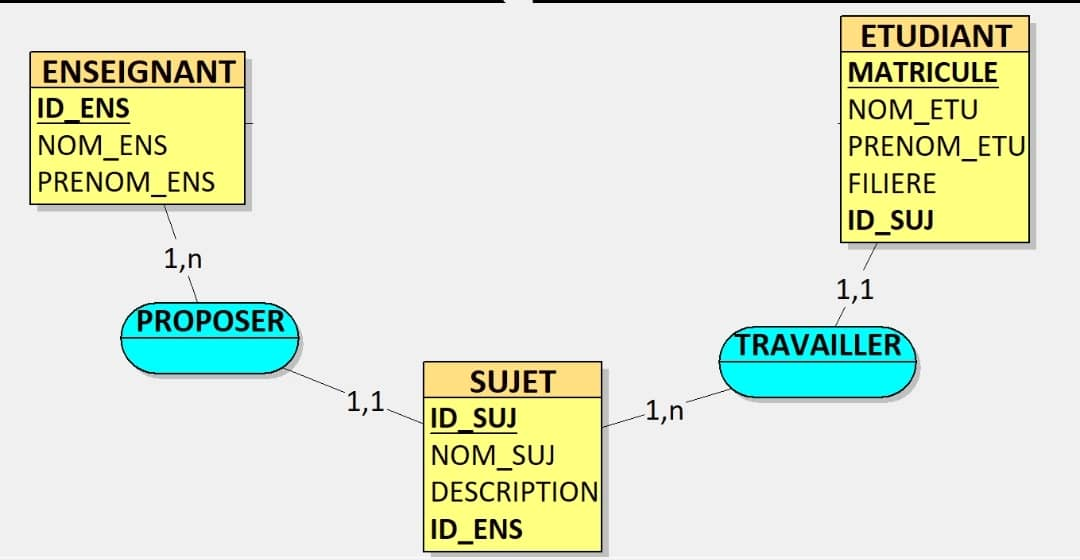 ENSEIGNANT
ID_ENS
NOM_ENS
PRENOM_ENS
1,n
PROPOSER
1,1
SUJET
ID_SUJ
NOM_SUJ
DESCRIPTION
ID_ENS
1,n
TRAVAILLER
1,1
ETUDIANT
MATRICULE
NOM_ETU
PRENOM_ETU
FILIERE
ID_SUJ